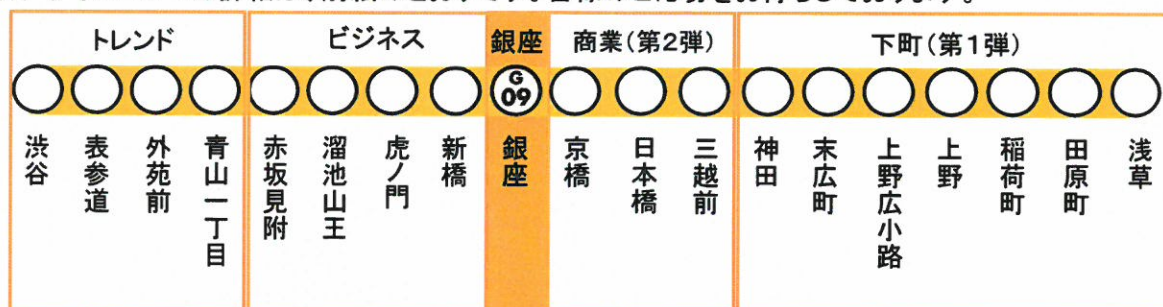 トレンド
ビジネス
銀座
商業(第2弾)
下町(第1弾)
G
09
渋谷
表参道
外苑前
青山一丁目
赤坂見附
溜池山王
虎ノ門
新橋
銀座
京橋
日本橋
三越前
神田
末広町
上野広小路
上野
稲荷町
田原町
浅草